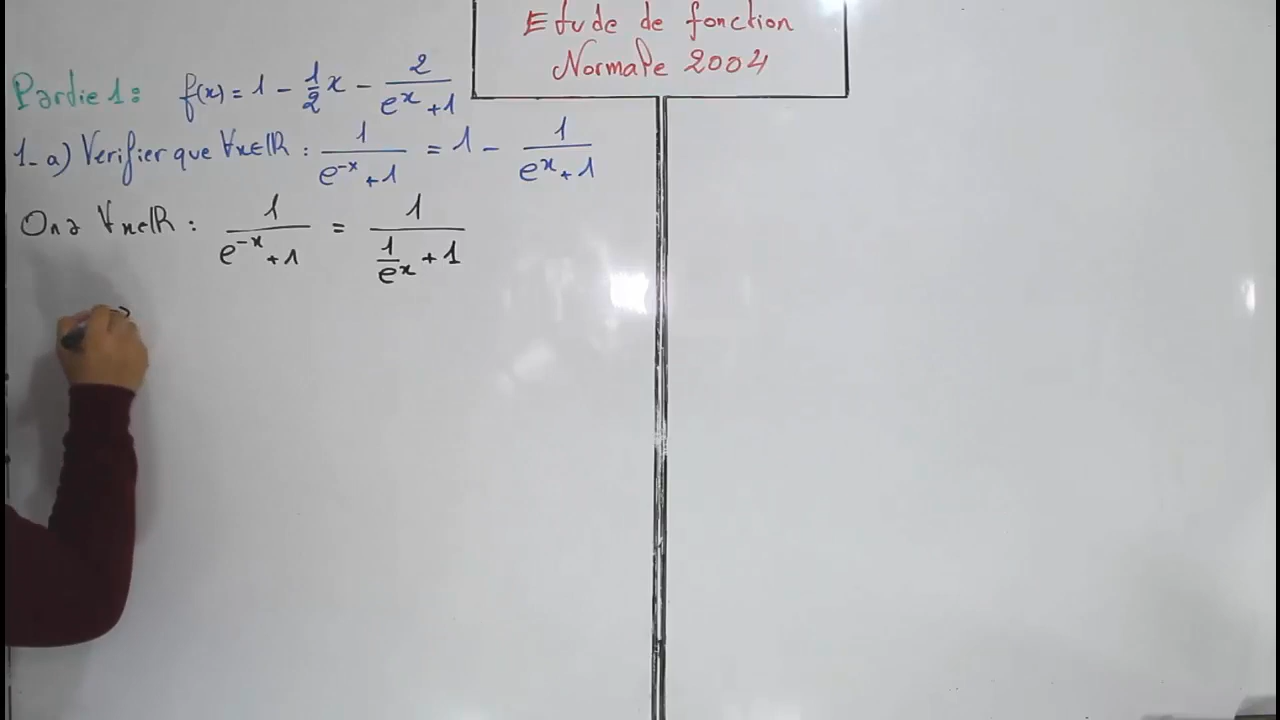 Etude de fonction
Normale 2004
Partie 1: f(x) = 1 - 1/2 x - 2/(e^x + 1)
1-a) Verifier que ∀x∈ℝ : 1/(e^-x + 1) = 1 - 1/(e^x + 1)
On a ∀x∈ℝ : 1/(e^-x + 1) = 1/(1/e^x + 1)